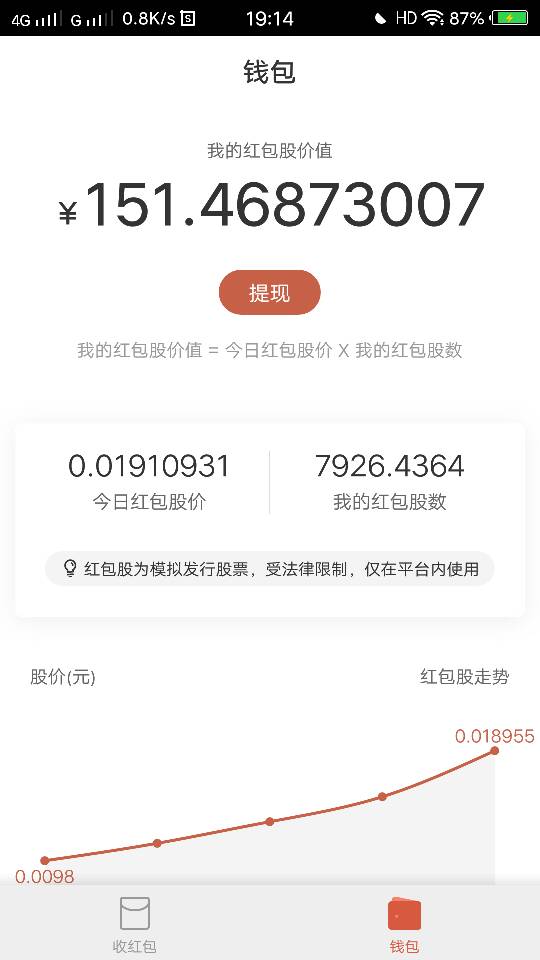 4G G 0.8K/s 19:14 HD 87%
钱包
我的红包股价值
¥151.46873007
提现
我的红包股价值 = 今日红包股价 X 我的红包股数
0.01910931 7926.4364
今日红包股价 我的红包股数
红包股为模拟发行股票，受法律限制，仅在平台内使用
股价(元) 红包股走势
0.018955
0.0098
收红包 钱包